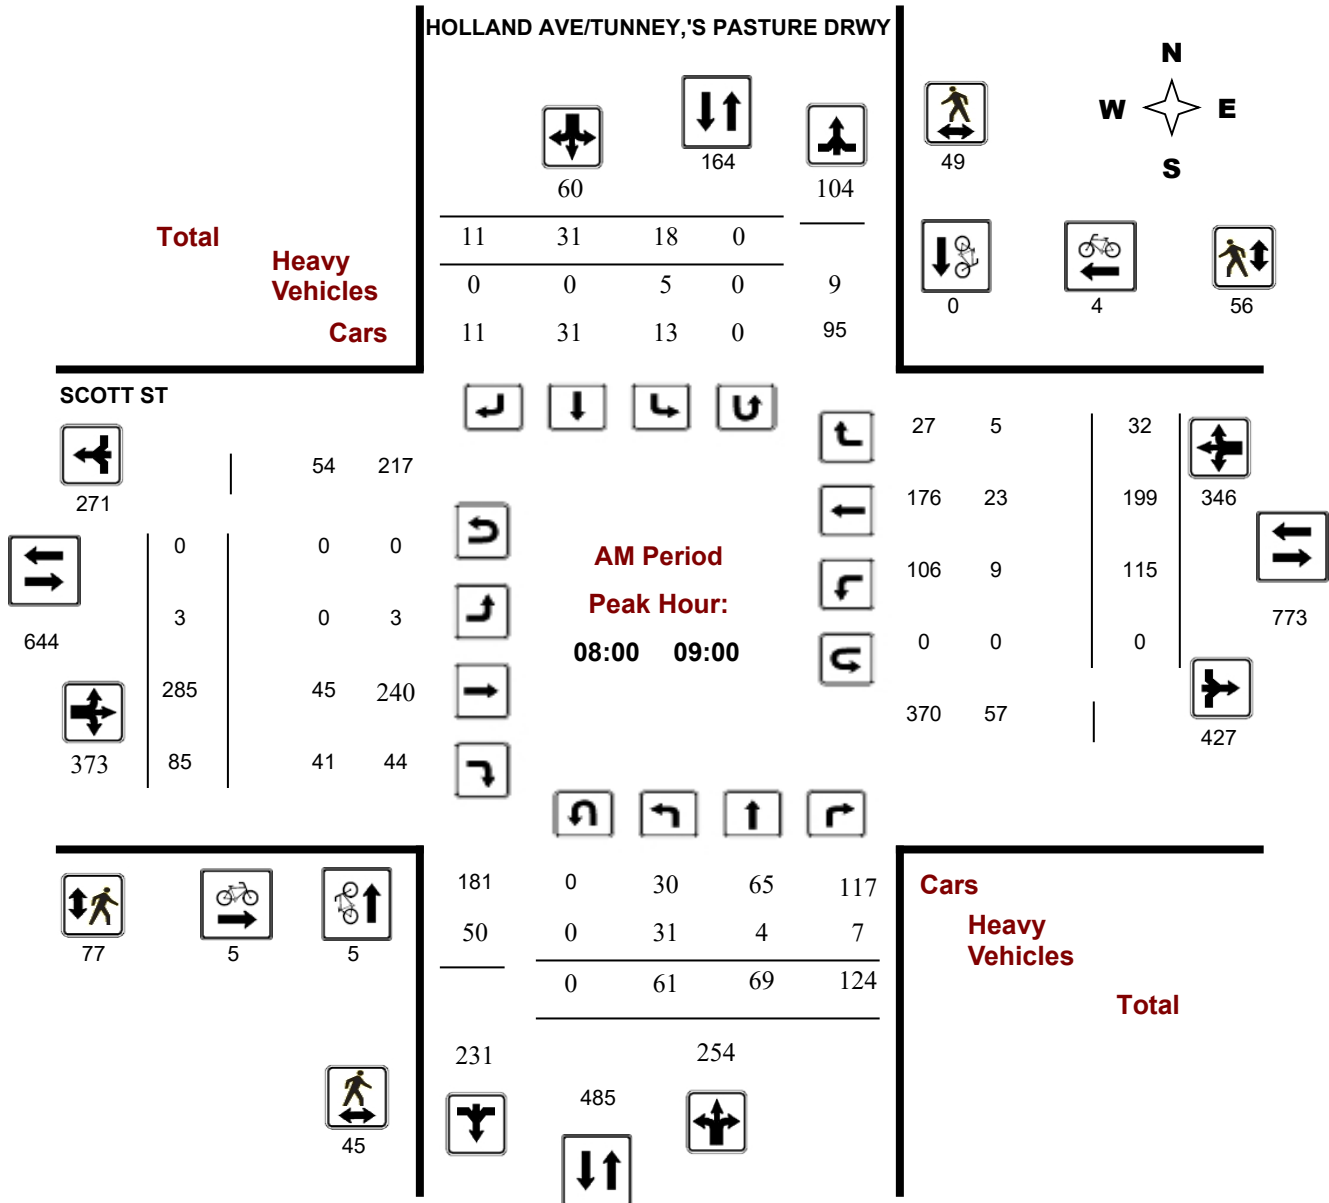 HOLLAND AVE/TUNNEY,'S PASTURE DRWY
N
W E
S
164
49
60
104
Total
11 31 18 0
Heavy
Vehicles
0 0 5 0 9
0 4 56
Cars
11 31 13 0 95
SCOTT ST
27 5 32
54 217
271
176 23 199 346
0 0 0
AM Period
106 9 115
3 0 3
Peak Hour:
773
644
08:00 09:00
0 0 0
285 45 240
370 57
427
373 85 41 44
181 0 30 65 117
Cars
50 0 31 4 7
Heavy
Vehicles
77 5 5
0 61 69 124
Total
231 254
485
45